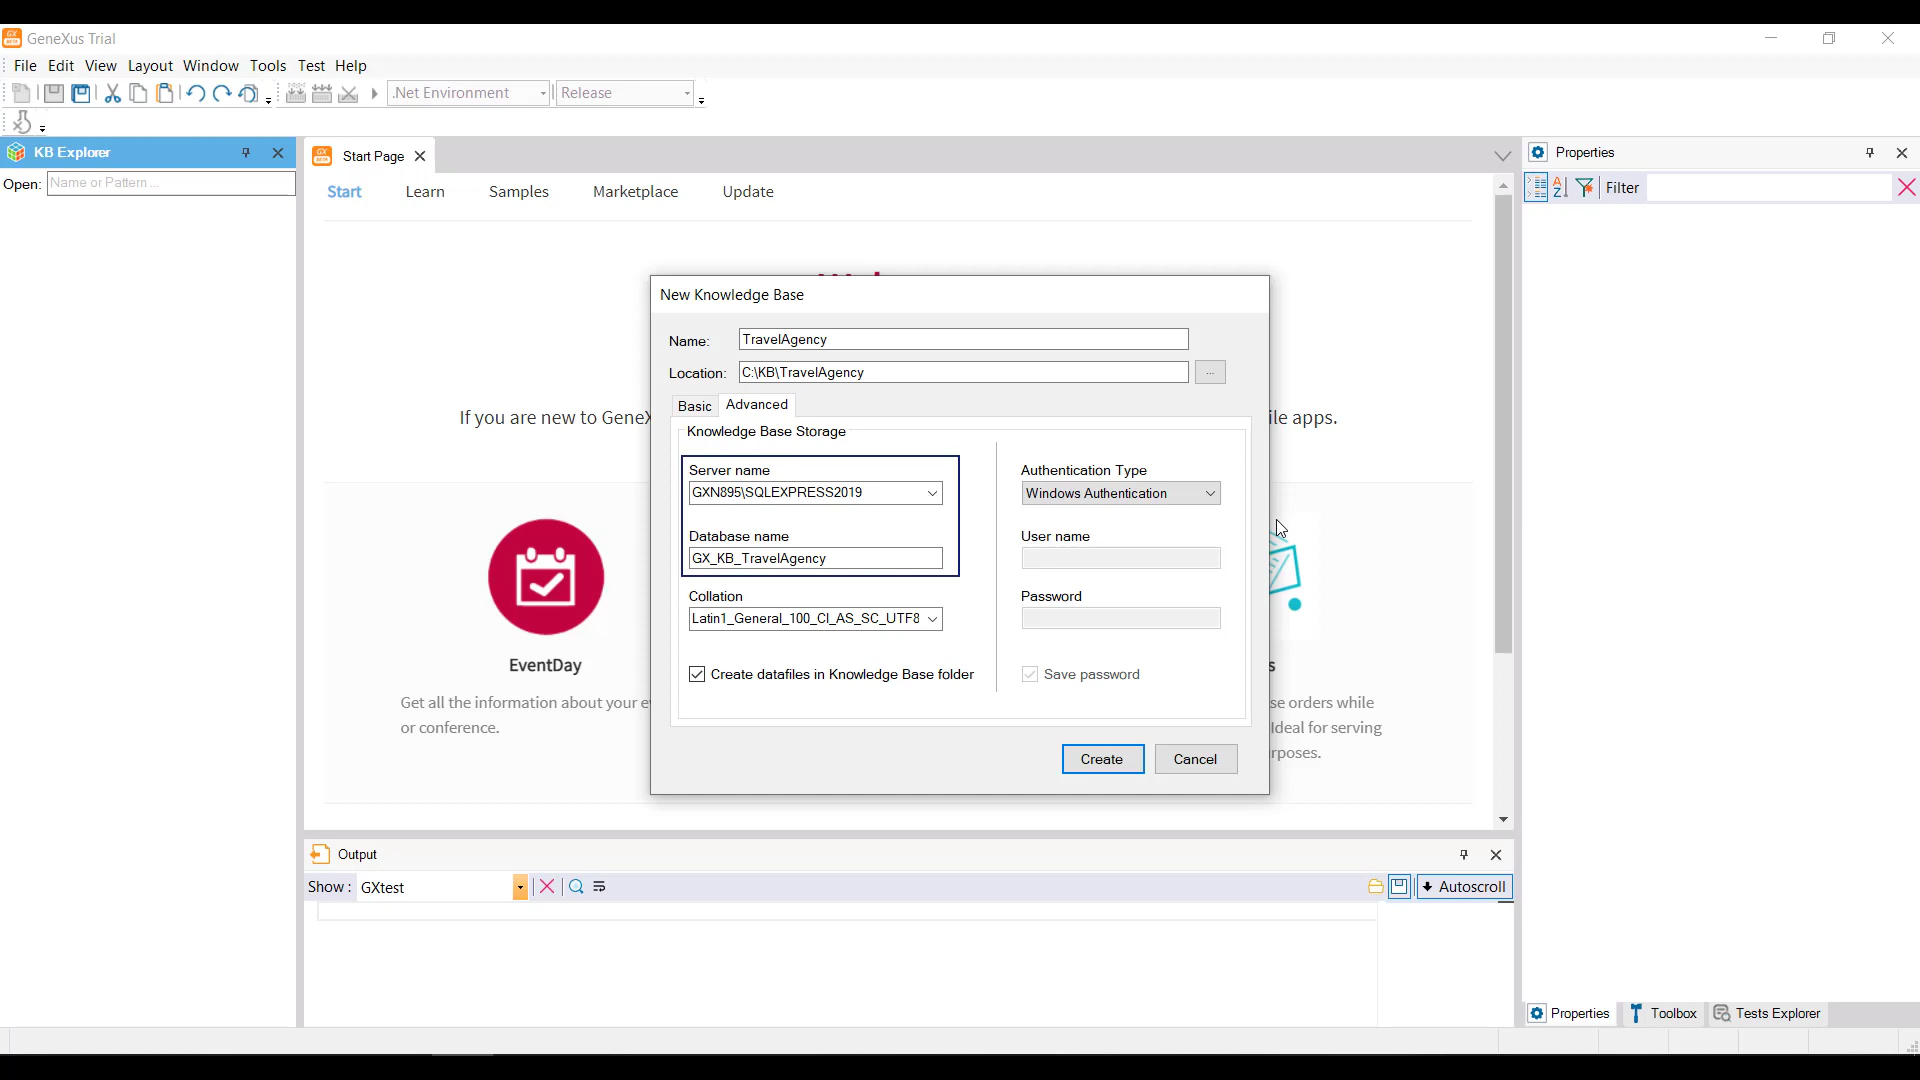 GeneXus Trial
File Edit View Layout Window Tools Test Help
.Net Environment Release
KB Explorer
Open: Name or Pattern ...
Start Page
Start Learn Samples Marketplace Update
If you are new to GeneX
ile apps.
EventDay
Get all the information about your e
or conference.
s
se orders while
Ideal for serving
rposes.
New Knowledge Base
Name: TravelAgency
Location: C:\KB\TravelAgency ...
Basic Advanced
Knowledge Base Storage
Server name
GXN895\SQLEXPRESS2019
Database name
GX_KB_TravelAgency
Collation
Latin1_General_100_CI_AS_SC_UTF8
Create datafiles in Knowledge Base folder
Authentication Type
Windows Authentication
User name
Password
Save password
Create Cancel
Output
Show : GXtest
Autoscroll
Properties
Filter
Properties Toolbox Tests Explorer